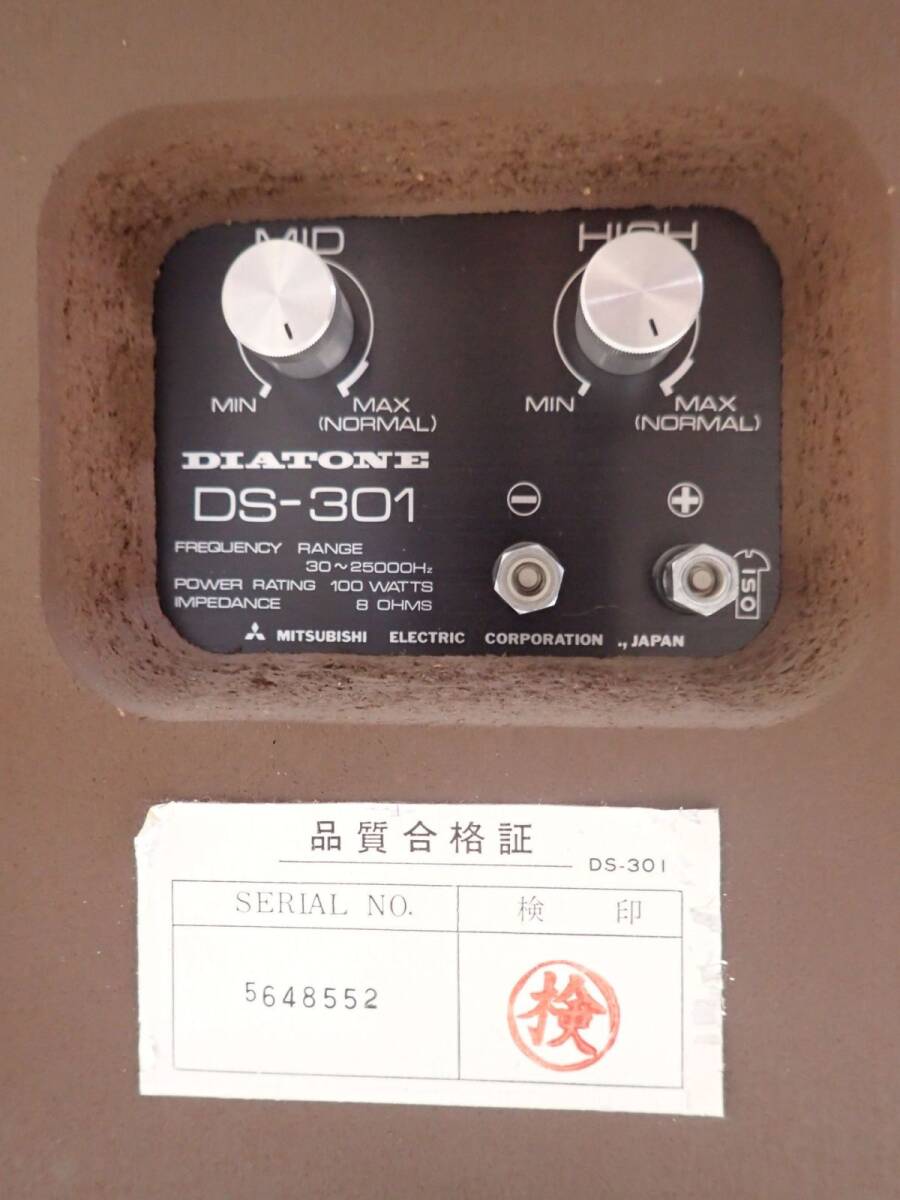 MID HIGH
MIN MAX
(NORMAL)
MIN MAX
(NORMAL)
DIATONE
DS-301
⊖ ⊕
FREQUENCY RANGE
30~25000Hz
POWER RATING 100 WATTS
IMPEDANCE 8 OHMS
ISO
MITSUBISHI ELECTRIC CORPORATION ., JAPAN
品質合格証
DS-301
SERIAL NO. 検 印
5648552 検